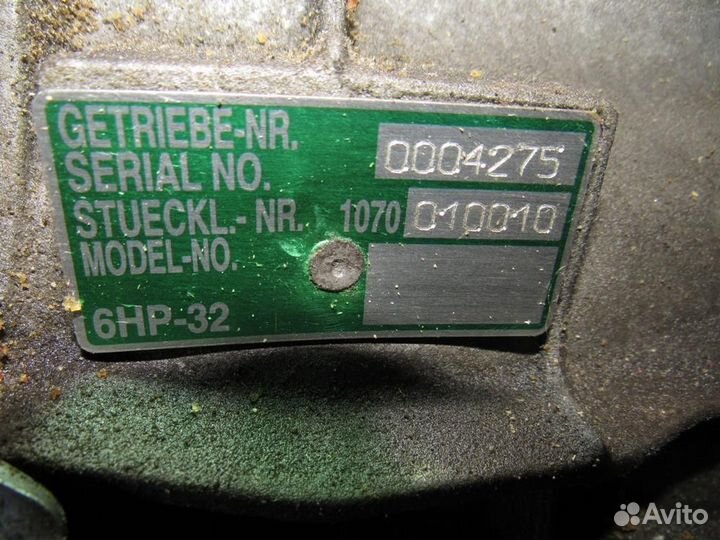 GETRIEBE-NR.
SERIAL NO. 0004275
STUECKL.- NR. 1070 010010
MODEL-NO.
6HP-32
Avito